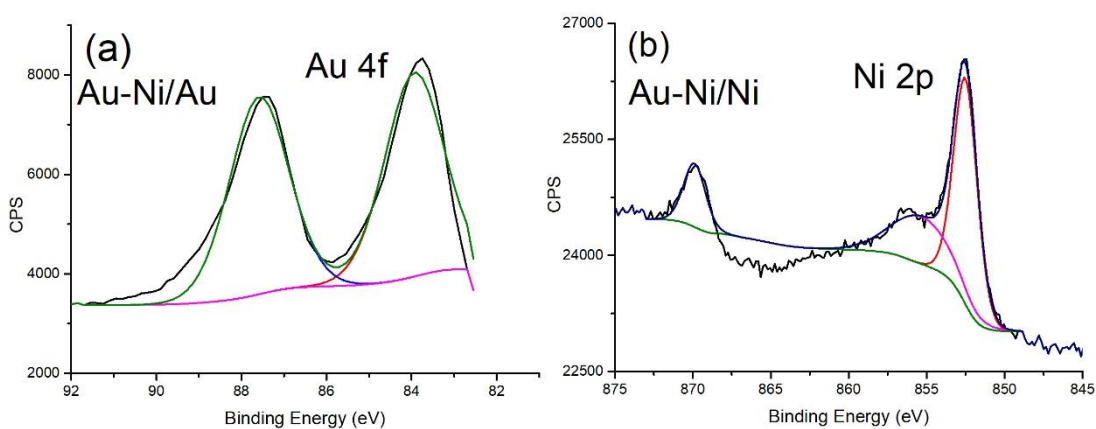 (a)
Au-Ni/Au
Au 4f
CPS
8000
6000
4000
2000
92
90
88
86
84
82
Binding Energy (eV)
(b)
Au-Ni/Ni
Ni 2p
CPS
27000
25500
24000
22500
875
870
865
860
855
850
845
Binding Energy (eV)